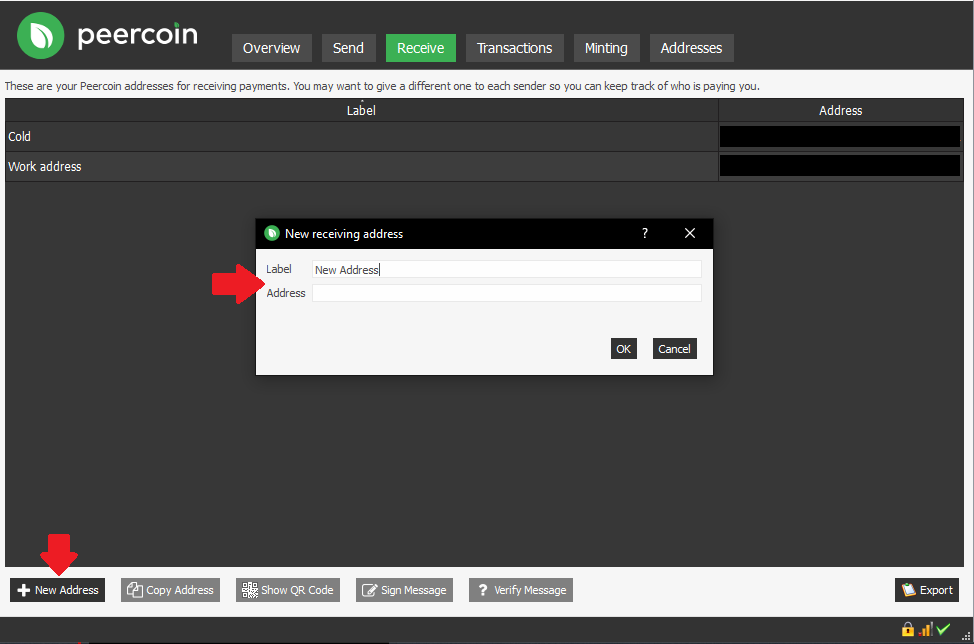 peercoin
Overview Send Receive Transactions Minting Addresses
These are your Peercoin addresses for receiving payments. You may want to give a different one to each sender so you can keep track of who is paying you.
Label Address
Cold
Work address
New receiving address ?
Label New Address
Address
OK Cancel
New Address Copy Address Show QR Code Sign Message ? Verify Message Export